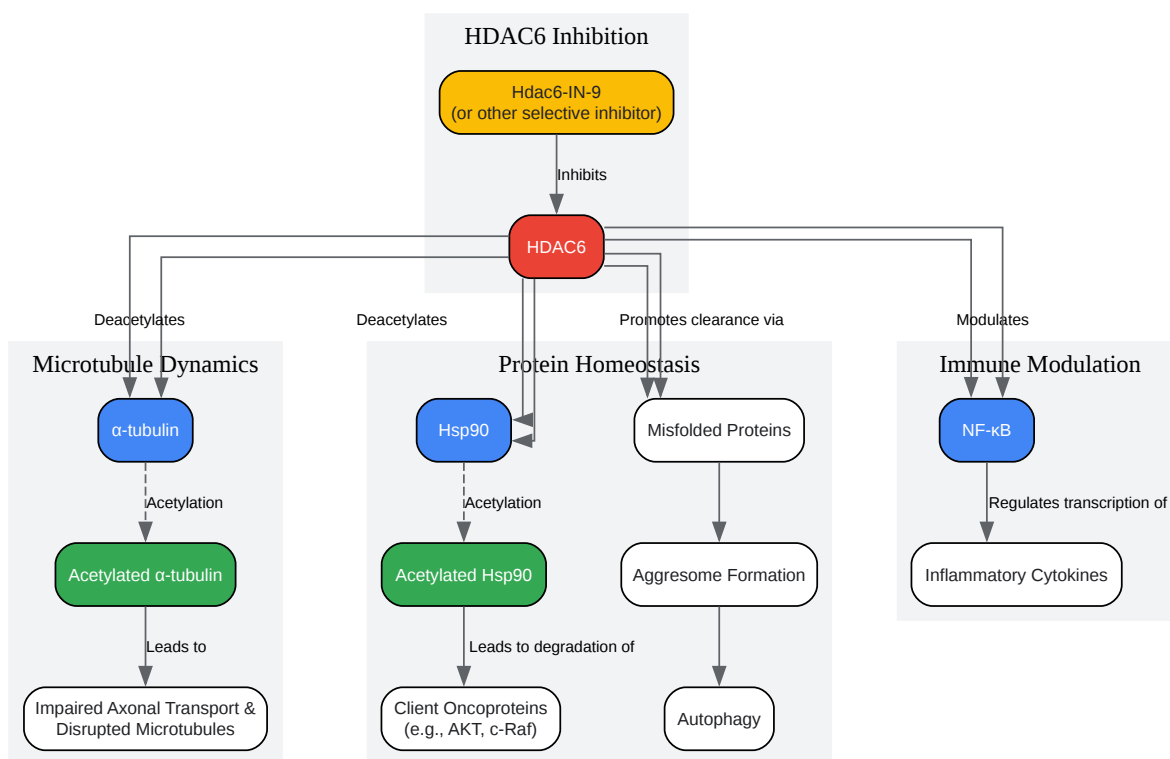 HDAC6 Inhibition
Hdac6-IN-9
(or other selective inhibitor)
Inhibits
HDAC6
Deacetylates
Deacetylates
Promotes clearance via
Modulates
Microtubule Dynamics
Protein Homeostasis
Immune Modulation
α-tubulin
Hsp90
Misfolded Proteins
NF-κB
Acetylation
Acetylation
Regulates transcription of
Acetylated α-tubulin
Acetylated Hsp90
Aggresome Formation
Inflammatory Cytokines
Leads to
Leads to degradation of
Impaired Axonal Transport &
Disrupted Microtubules
Client Oncoproteins
(e.g., AKT, c-Raf)
Autophagy